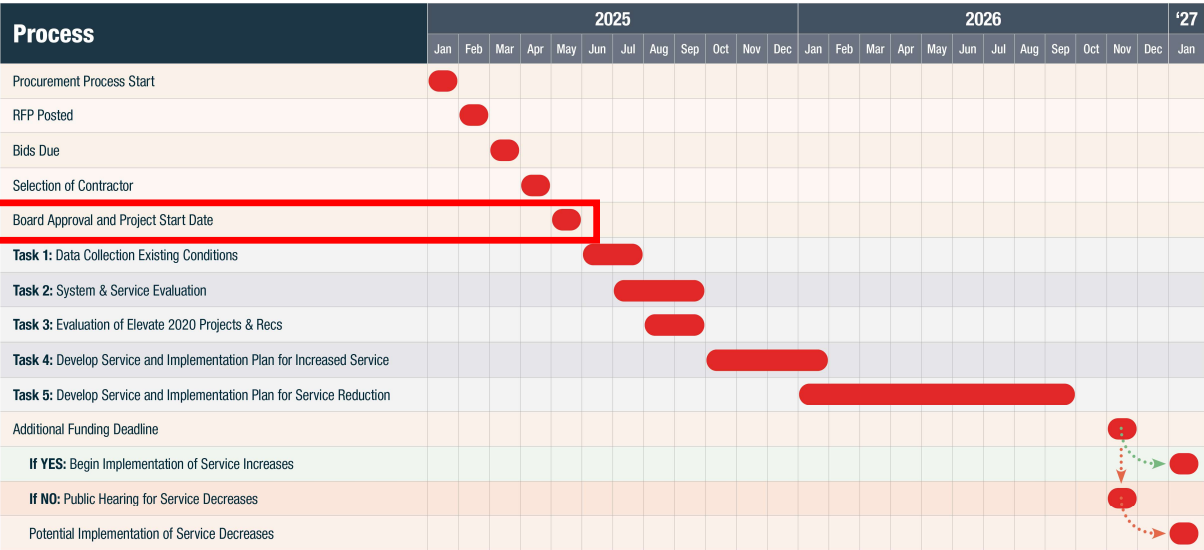 Process
2025
2026
‘27
Jan Feb Mar Apr May Jun Jul Aug Sep Oct Nov Dec Jan Feb Mar Apr May Jun Jul Aug Sep Oct Nov Dec Jan
Procurement Process Start
RFP Posted
Bids Due
Selection of Contractor
Board Approval and Project Start Date
Task 1: Data Collection Existing Conditions
Task 2: System & Service Evaluation
Task 3: Evaluation of Elevate 2020 Projects & Recs
Task 4: Develop Service and Implementation Plan for Increased Service
Task 5: Develop Service and Implementation Plan for Service Reduction
Additional Funding Deadline
If YES: Begin Implementation of Service Increases
If NO: Public Hearing for Service Decreases
Potential Implementation of Service Decreases